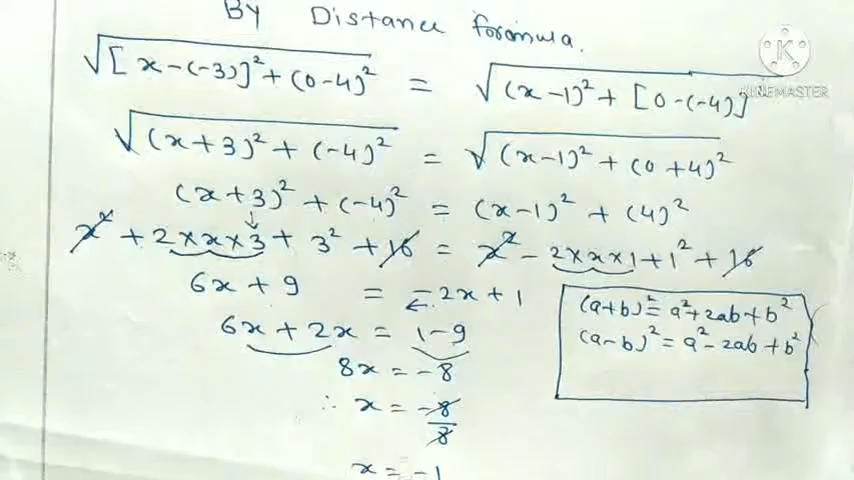 By Distance formula.
√[x-(-3)]²+(0-4)² = √(x-1)²+[0-(-4)]
√(x+3)²+(-4)² = √(x-1)²+(0+4)²
(x+3)²+(-4)² = (x-1)²+(4)²
x²+2×x×3+3²+16 = x²-2×x×1+1²+16
6x+9 = -2x+1
6x+2x = 1-9
8x = -8
∴ x = -8/8
x = -1
(a+b)²=a²+2ab+b²
(a-b)²=a²-2ab+b²
K
KINEMASTER